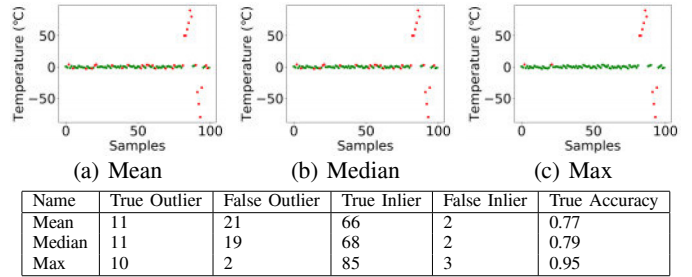 Temperature (℃) Temperature (℃) Temperature (℃)
50 50 50
0 0 0
−50 −50 −50
0 50 100 0 50 100 0 50 100
Samples Samples Samples
(a) Mean (b) Median (c) Max
Name True Outlier False Outlier True Inlier False Inlier True Accuracy
Mean 11 21 66 2 0.77
Median 11 19 68 2 0.79
Max 10 2 85 3 0.95